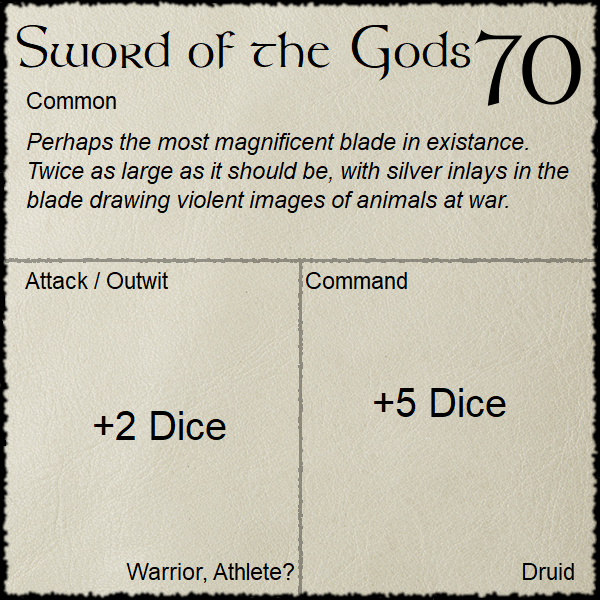 Sword of the Gods 70
Common
Perhaps the most magnificent blade in existance.
Twice as large as it should be, with silver inlays in the
blade drawing violent images of animals at war.
Attack / Outwit
+2 Dice
Warrior, Athlete?
Command
+5 Dice
Druid